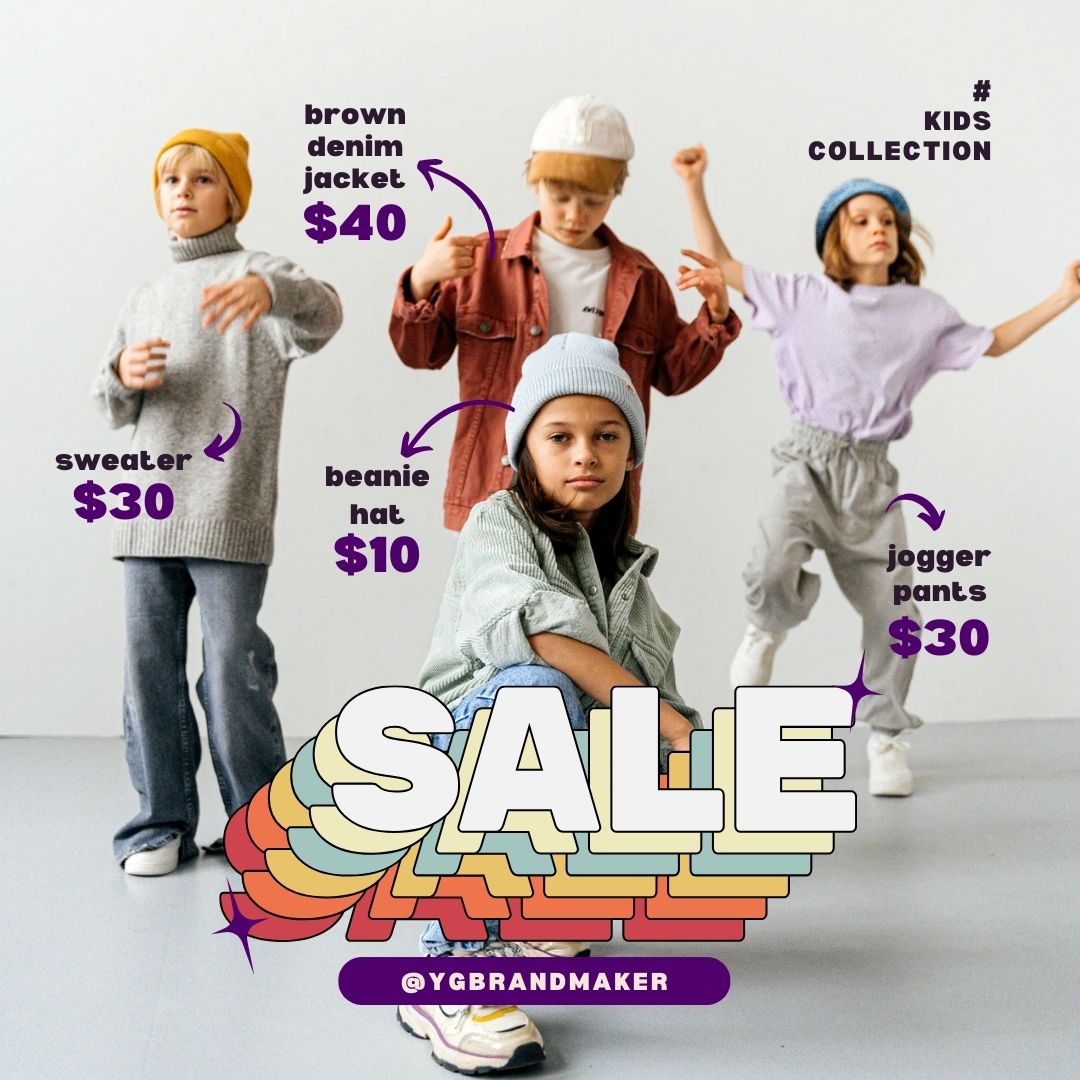 #
KIDS
COLLECTION
brown
denim
jacket
$40
sweater
$30
beanie
hat
$10
jogger
pants
$30
SALE
@YGBRANDMAKER